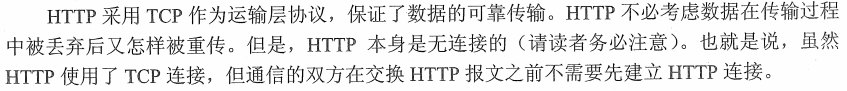 HTTP 采用 TCP 作为运输层协议，保证了数据的可靠传输。HTTP 不必考虑数据在传输过程
中被丢弃后又怎样被重传。但是，HTTP 本身是无连接的（请读者务必注意）。也就是说，虽然
HTTP 使用了 TCP 连接，但通信的双方在交换 HTTP 报文之前不需要先建立 HTTP 连接。